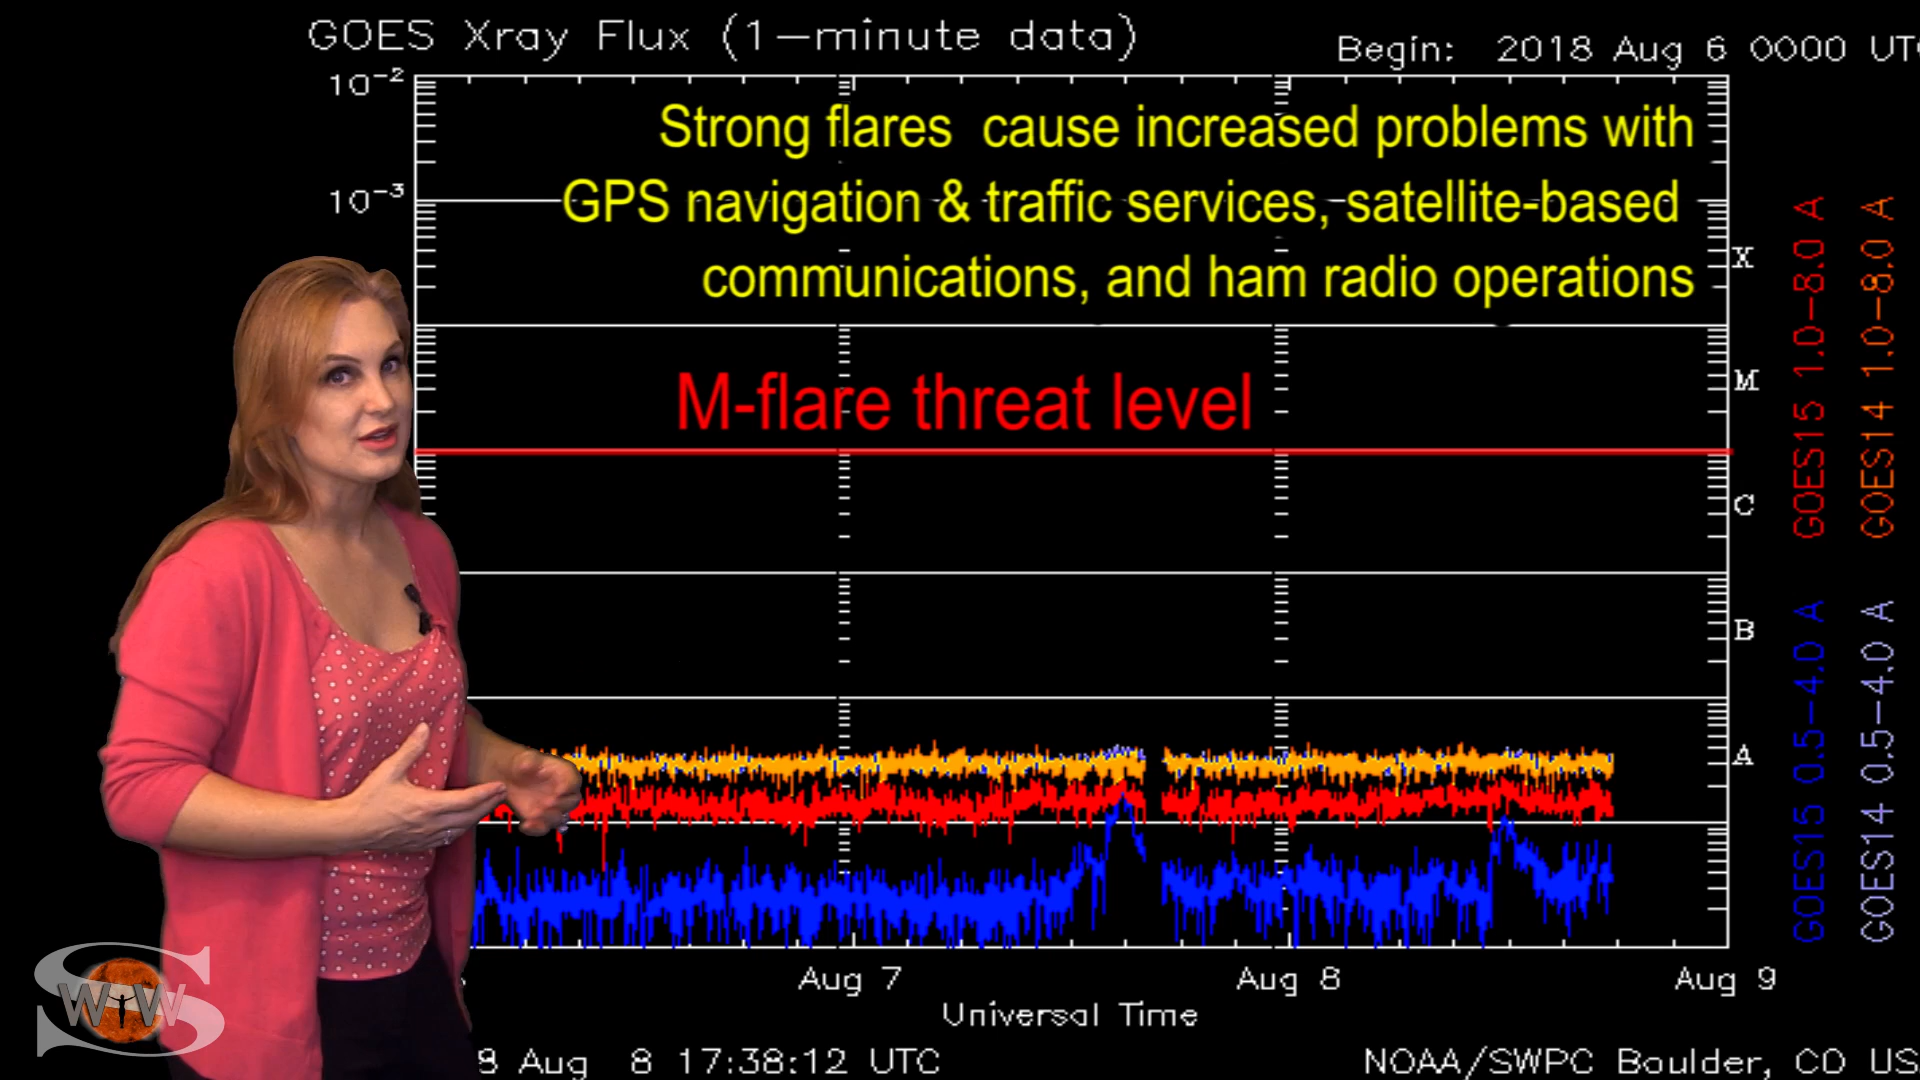 GOES Xray Flux (1-minute data)
Begin: 2018 Aug 6 0000
10-2
Strong flares cause increased problems with
10-3
GPS navigation & traffic services, satellite-based
X
communications, and ham radio operations
M
M-flare threat level
C
B
A
GOES15 1.0-8.0 A
GOES14 1.0-8.0 A
GOES15 0.5-4.0 A
GOES14 0.5-4.0 A
Aug 7
Aug 8
Aug 9
Universal Time
8 Aug 8 17:38:12 UTC
NOAA/SWPC Boulder, CO US
S
WTW